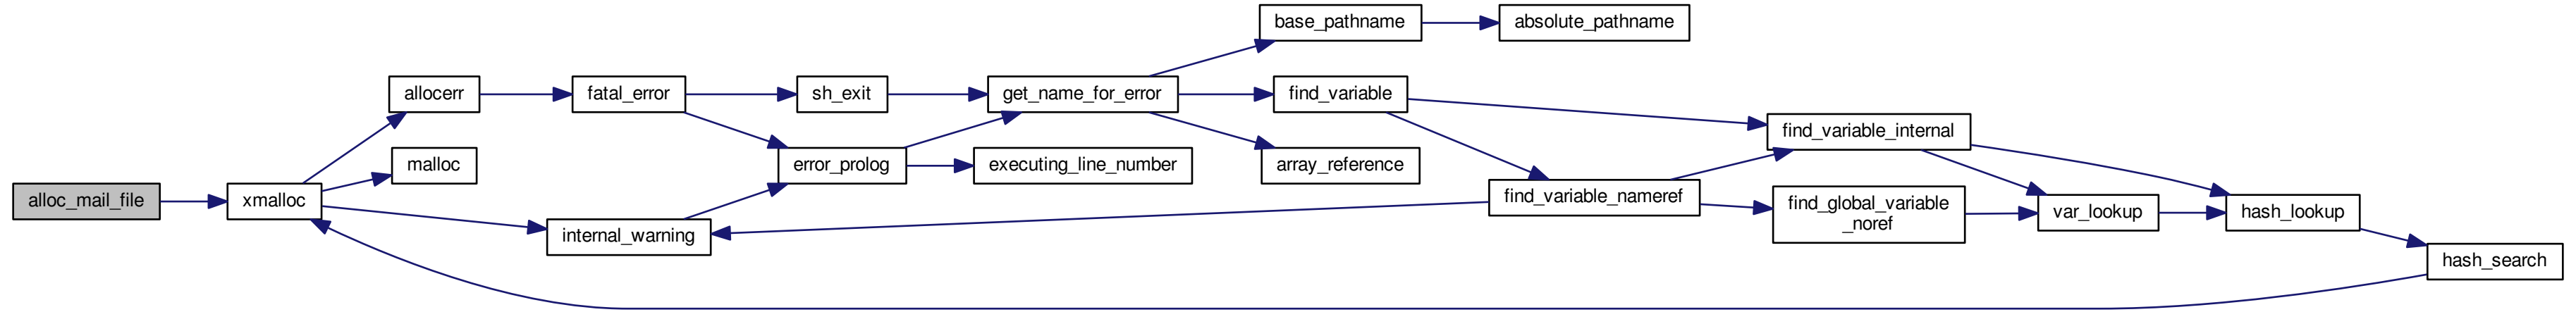 base_pathname
absolute_pathname
allocerr
fatal_error
sh_exit
get_name_for_error
find_variable
find_variable_internal
malloc
error_prolog
executing_line_number
array_reference
alloc_mail_file
xmalloc
find_variable_nameref
find_global_variable
_noref
var_lookup
hash_lookup
internal_warning
hash_search